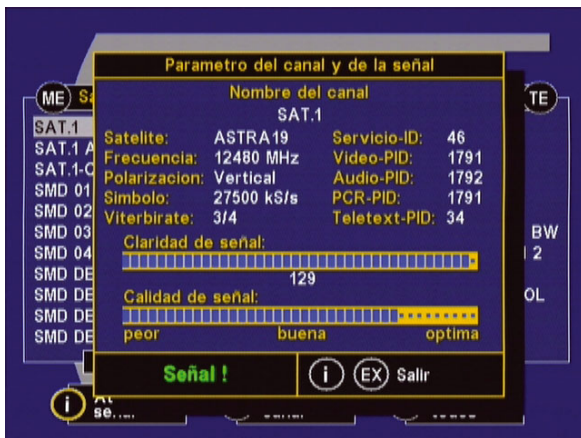 Parametro del canal y de la señal
Nombre del canal
SAT.1
Satelite: ASTRA19 Servicio-ID: 46
Frecuencia: 12480 MHz Video-PID: 1791
Polarizacion: Vertical Audio-PID: 1792
Simbolo: 27500 kS/s PCR-PID: 1791
Viterbirate: 3/4 Teletext-PID: 34
Claridad de señal:
129
Calidad de señal:
peor buena optima
Señal ! i EX Salir
ME TE
SAT.1
SAT.1 A
SMD 01
SMD 02
SMD 03 BW
SMD 04 2
SMD DE
SMD DE OL
SMD DE
SMD DE
i